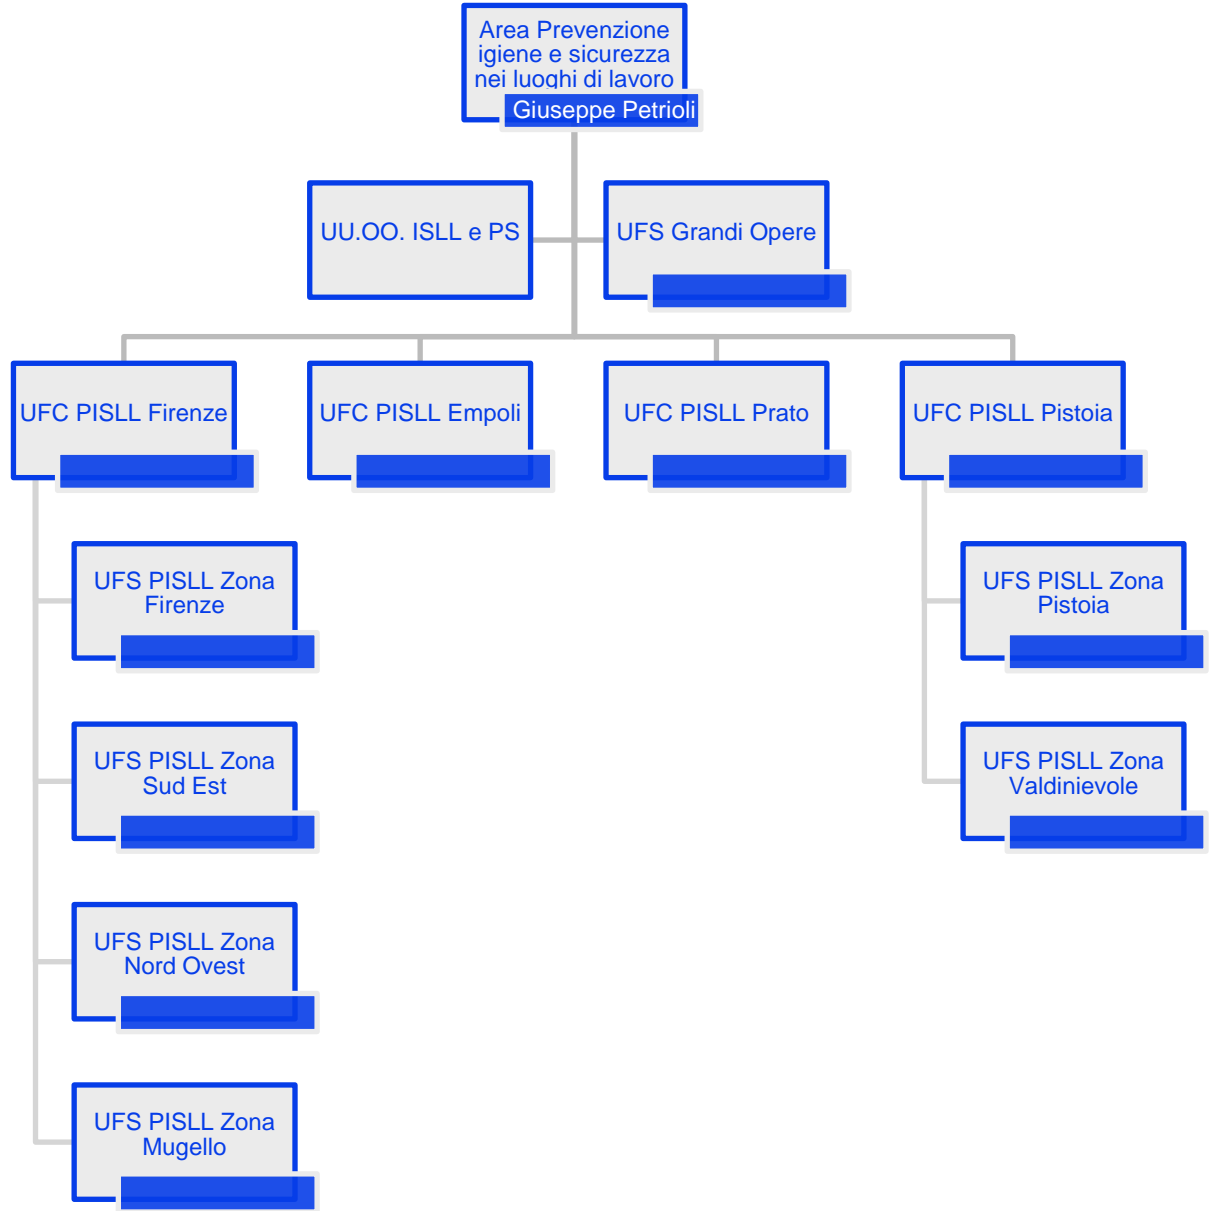 Area Prevenzione
igiene e sicurezza
nei luoghi di lavoro
Giuseppe Petrioli
UU.OO. ISLL e PS
UFS Grandi Opere
UFC PISLL Firenze
UFC PISLL Empoli
UFC PISLL Prato
UFC PISLL Pistoia
UFS PISLL Zona
Firenze
UFS PISLL Zona
Pistoia
UFS PISLL Zona
Sud Est
UFS PISLL Zona
Valdinievole
UFS PISLL Zona
Nord Ovest
UFS PISLL Zona
Mugello